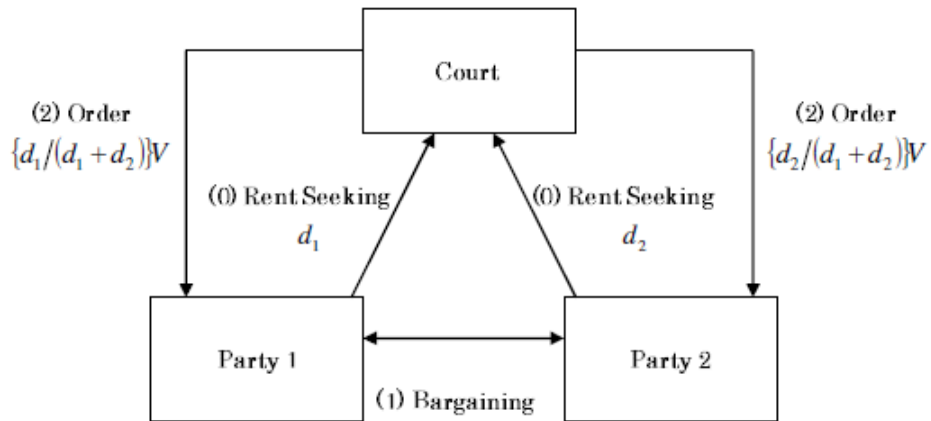 Court
(2) Order
{d₁/(d₁+d₂)}V
(2) Order
{d₂/(d₁+d₂)}V
(0) Rent Seeking
d₁
(0) Rent Seeking
d₂
Party 1
Party 2
(1) Bargaining